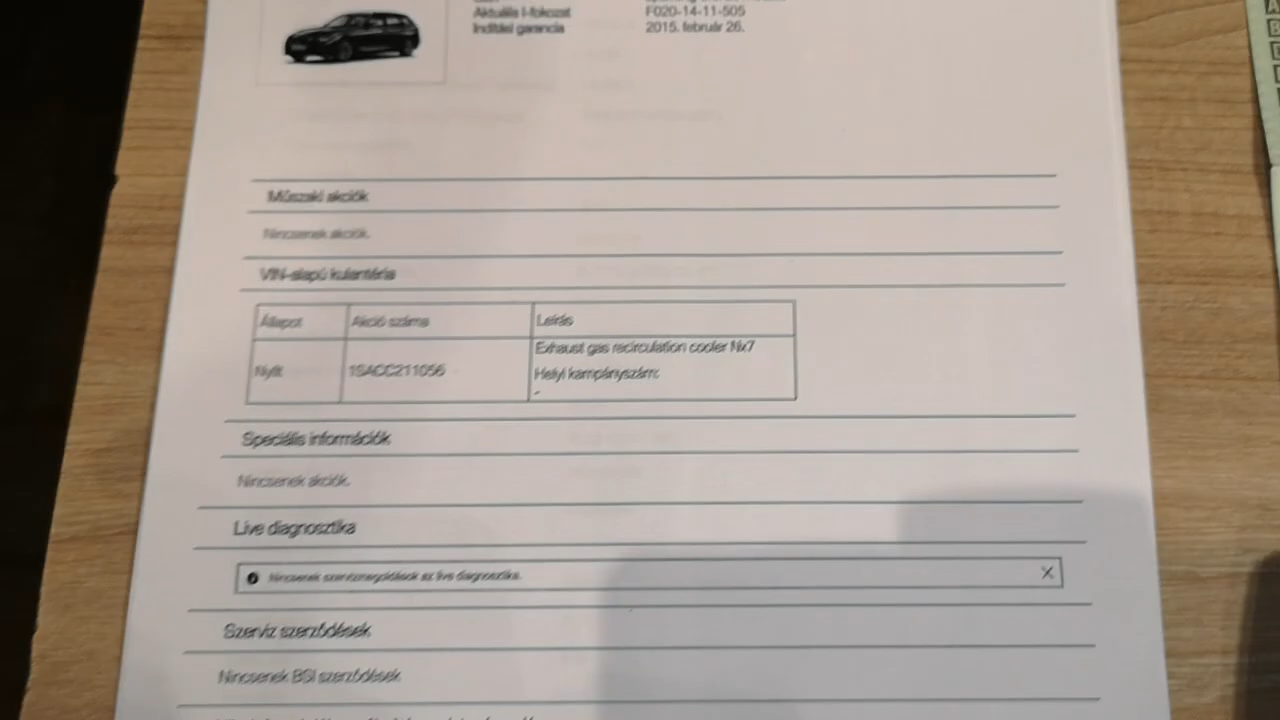 Aktuális I-fokozat F020-14-11-505
Indítási garancia 2015. február 26.
Műszaki akciók
Nincsenek akciók.
VIN-alapú kulantéria
Állapot Akció száma Leírás
Nyílt 1SACC211056 Exhaust gas recirculation cooler Nx7
Helyi kampányszám:
-
Speciális információk
Nincsenek akciók.
Live diagnosztika
Nincsenek szervizmegoldások az live diagnosztika.
Szerviz szerződések
Nincsenek BSI szerződések